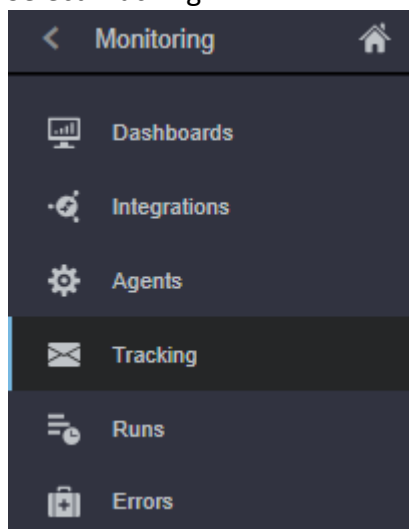 Monitoring
Dashboards
Integrations
Agents
Tracking
Runs
Errors